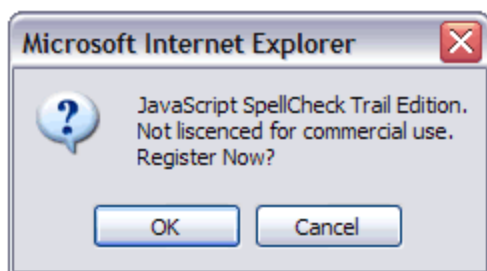 Microsoft Internet Explorer
JavaScript SpellCheck Trail Edition.
Not liscenced for commercial use.
Register Now?
OK Cancel